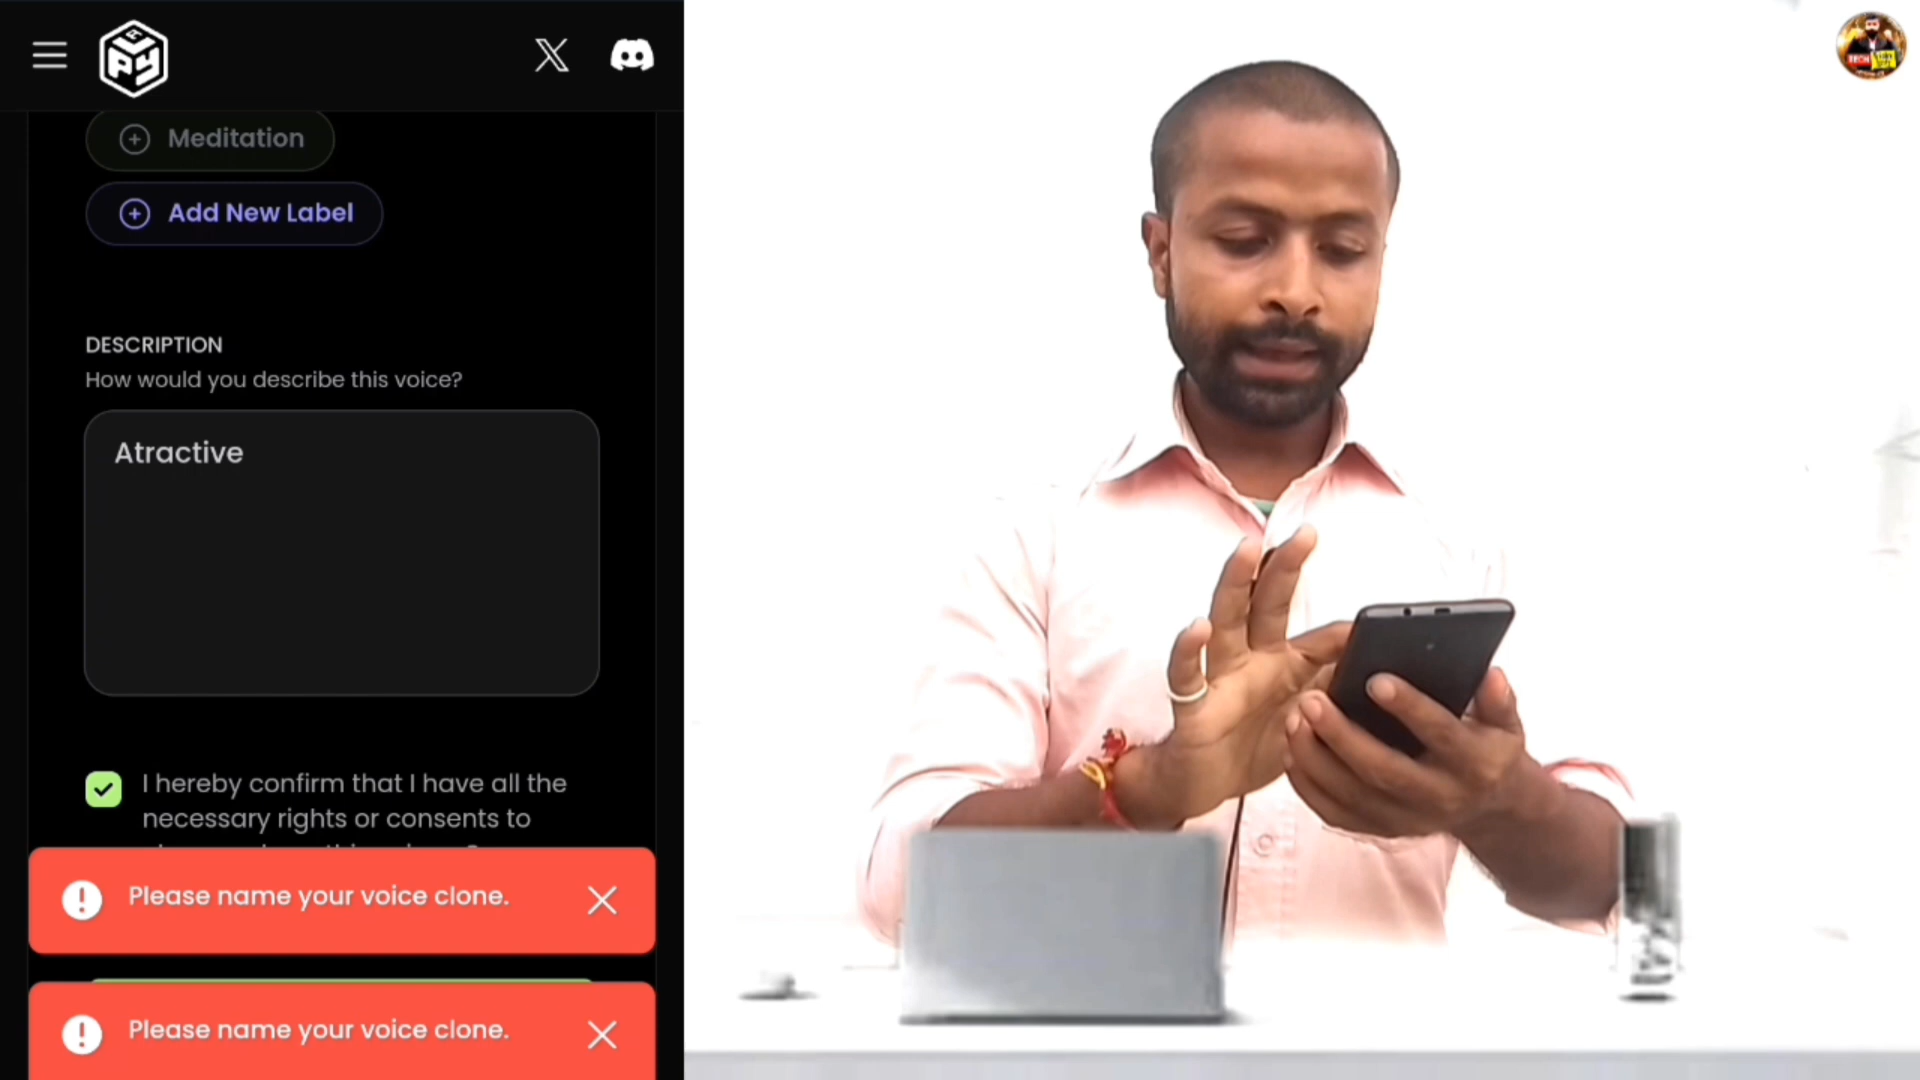 Meditation
Add New Label
DESCRIPTION
How would you describe this voice?
Atractive
I hereby confirm that I have all the
necessary rights or consents to
Please name your voice clone.
Please name your voice clone.
TECH